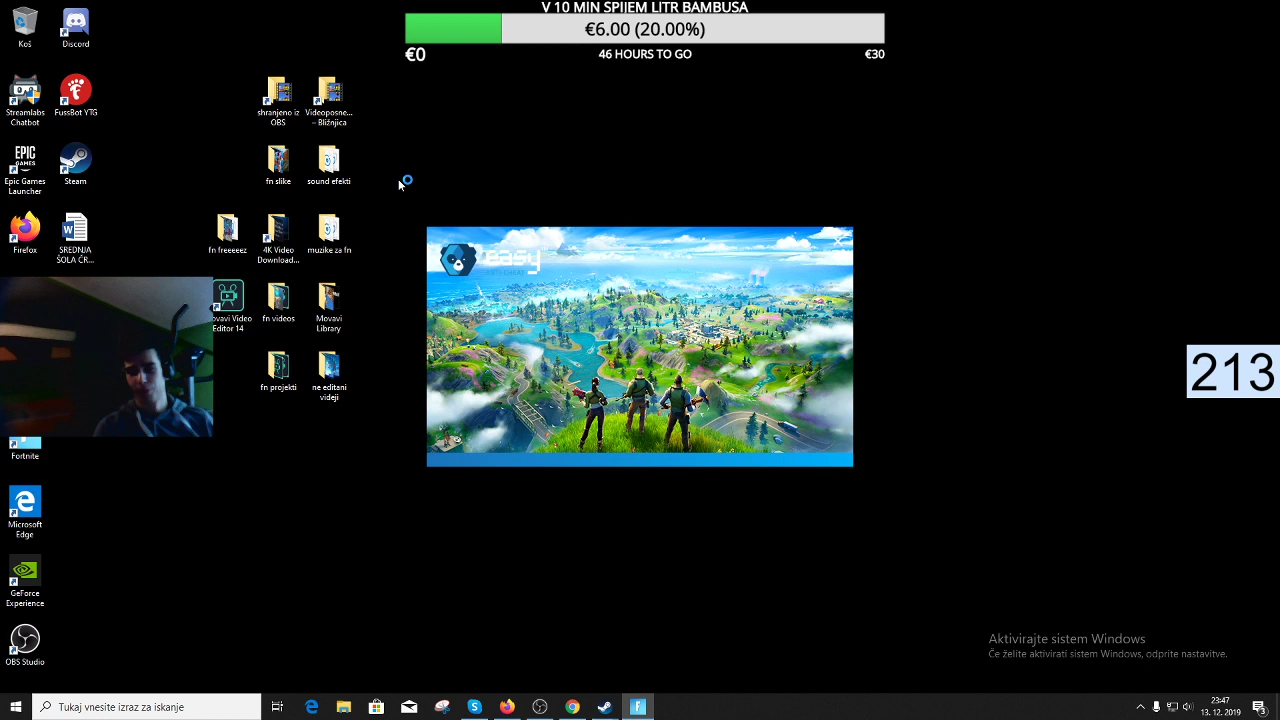 V 10 MIN SPIJEM LITR BAMBUSA
€6.00 (20.00%)
€0
46 HOURS TO GO
€30
Koš
Discord
Streamlabs
Chatbot
FussBot YTG
shranjeno iz
OBS
Videoposne...
– Bližnjica
EPIC
GAMES
Epic Games
Launcher
Steam
fn slike
sound efekti
Firefox
SREDNJA
ŠOLA ČR...
fn freeeeez
4K Video
Download...
muzike za fn
easy
ANTI-CHEAT
ovavi Video
Editor 14
fn videos
Movavi
Library
213
fn projekti
ne editani
videji
Fortnite
Microsoft
Edge
GeForce
Experience
OBS Studio
Aktivirajte sistem Windows
Če želite aktivirati sistem Windows, odprite nastavitve.
Tukaj vnesite izraz za iskanje
23:47
13. 12. 2019